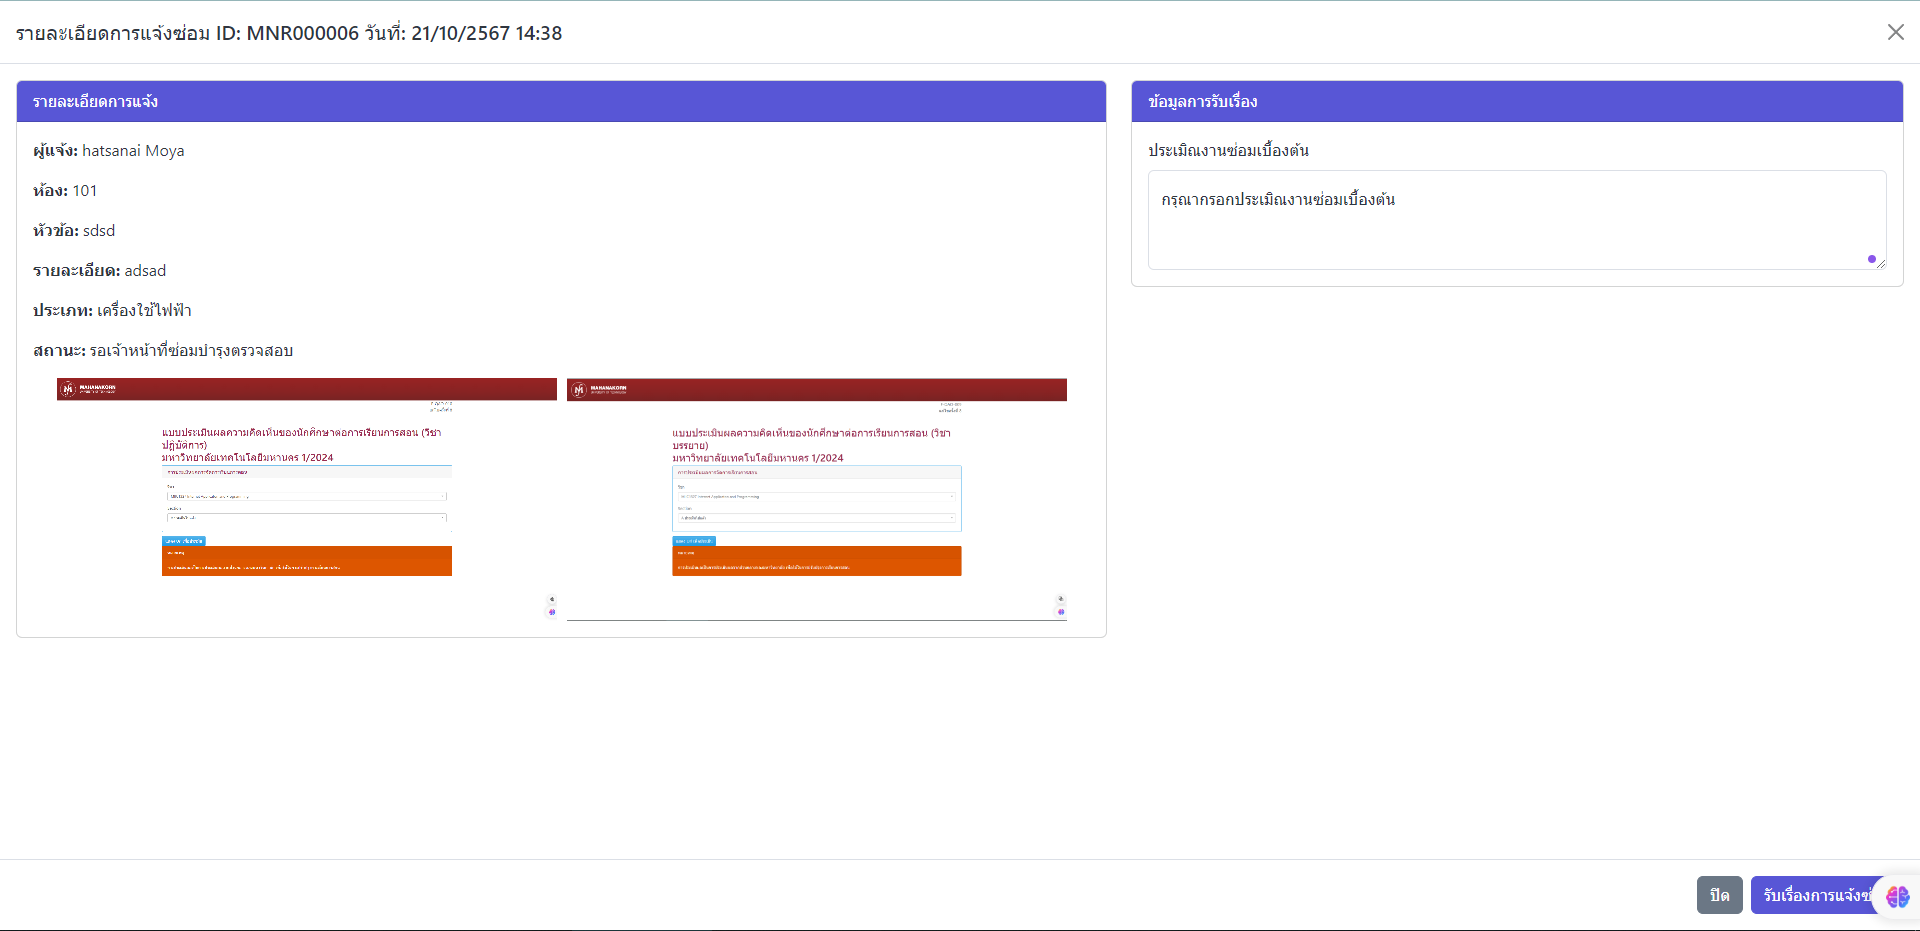 รายละเอียดการแจ้งซ่อม ID: MNR000006 วันที่: 21/10/2567 14:38
รายละเอียดการแจ้ง
ผู้แจ้ง: hatsanai Moya
ห้อง: 101
หัวข้อ: sdsd
รายละเอียด: adsad
ประเภท: เครื่องใช้ไฟฟ้า
สถานะ: รอเจ้าหน้าที่ซ่อมบำรุงตรวจสอบ
MAHANAKORN
แบบประเมินผลความคิดเห็นของนักศึกษาต่อการเรียนการสอน (วิชา
ปฏิบัติการ)
มหาวิทยาลัยเทคโนโลยีมหานคร 1/2024
MAHANAKORN
แบบประเมินผลความคิดเห็นของนักศึกษาต่อการเรียนการสอน (วิชา
บรรยาย)
มหาวิทยาลัยเทคโนโลยีมหานคร 1/2024
ข้อมูลการรับเรื่อง
ประเมิณงานซ่อมเบื้องต้น
กรุณากรอกประเมิณงานซ่อมเบื้องต้น
ปิด
รับเรื่องการแจ้งซ่